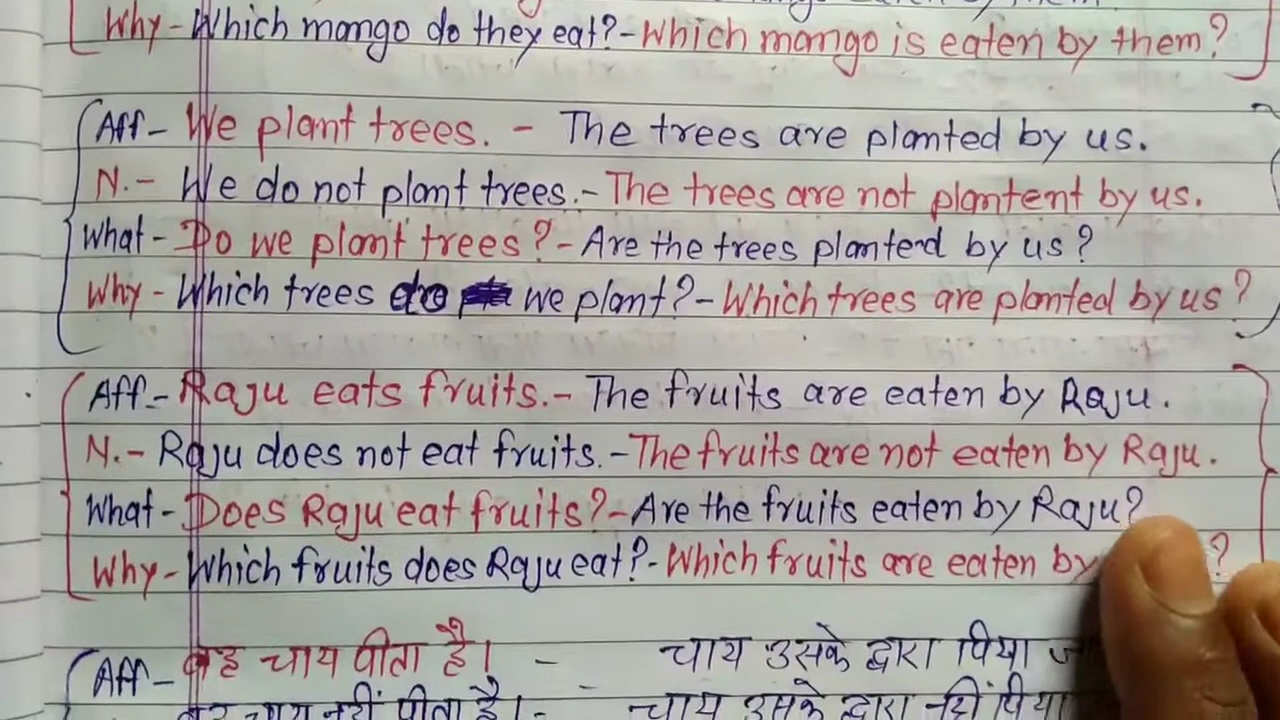 Why - Which mango do they eat? - Which mango is eaten by them?
Aff - We plant trees. - The trees are planted by us.
N. - We do not plant trees. - The trees are not plantent by us.
What - Do we plant trees? - Are the trees planterd by us?
Why - Which trees do we plant? - Which trees are planted by us?
Aff - Raju eats fruits. - The fruits are eaten by Raju.
N. - Raju does not eat fruits. - The fruits are not eaten by Raju.
What - Does Raju eat fruits? - Are the fruits eaten by Raju?
Why - Which fruits does Raju eat? - Which fruits are eaten by ?
Aff - वह चाय पीता है। - चाय उसके द्वारा पिया
चाय नहीं पीता है। - चाय उसके द्वारा नहीं पिया